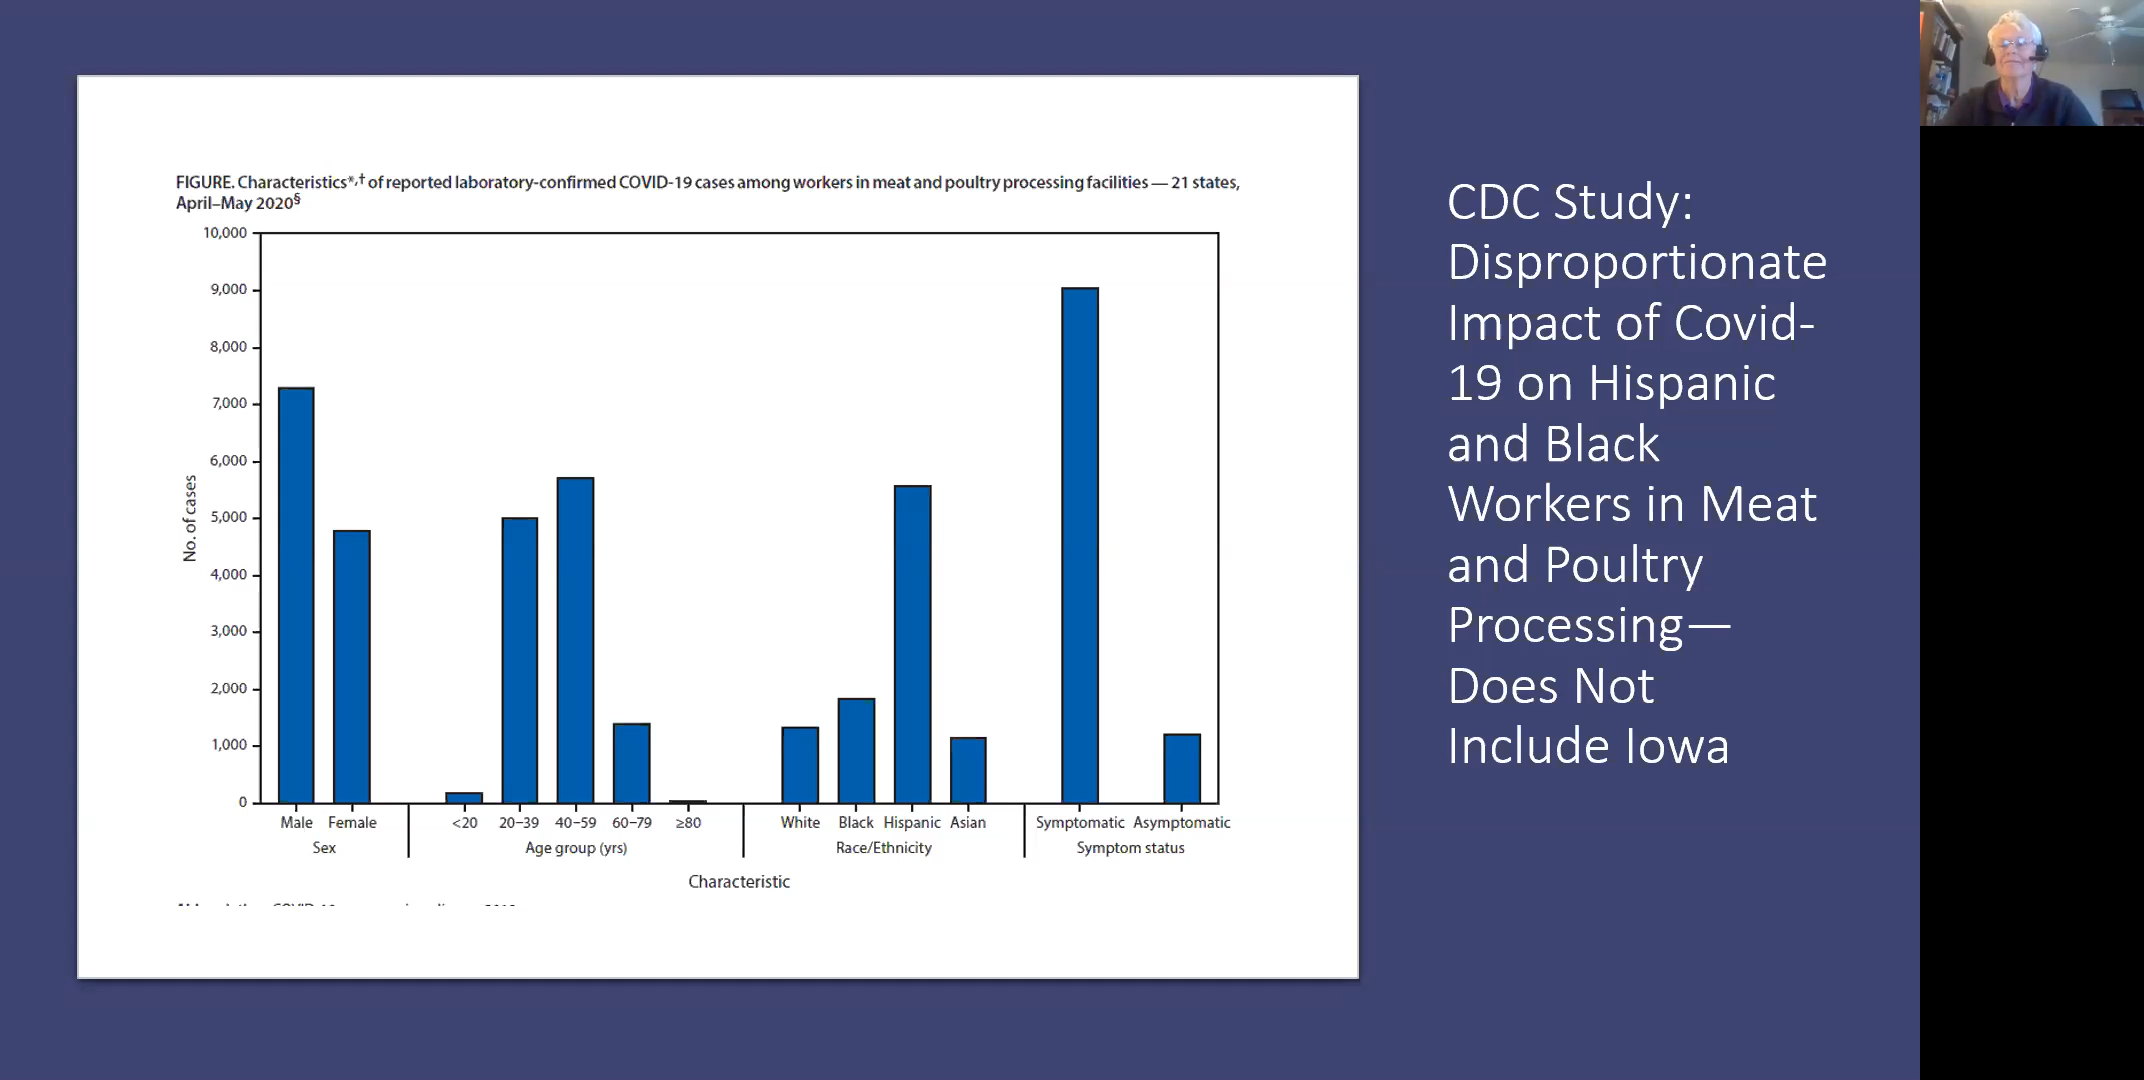 FIGURE. Characteristics*,† of reported laboratory-confirmed COVID-19 cases among workers in meat and poultry processing facilities — 21 states,
April–May 2020§
10,000
9,000
8,000
7,000
6,000
5,000
4,000
3,000
2,000
1,000
0
No. of cases
Male Female <20 20–39 40–59 60–79 ≥80 White Black Hispanic Asian Symptomatic Asymptomatic
Sex Age group (yrs) Race/Ethnicity Symptom status
Characteristic
CDC Study:
Disproportionate
Impact of Covid-
19 on Hispanic
and Black
Workers in Meat
and Poultry
Processing—
Does Not
Include Iowa